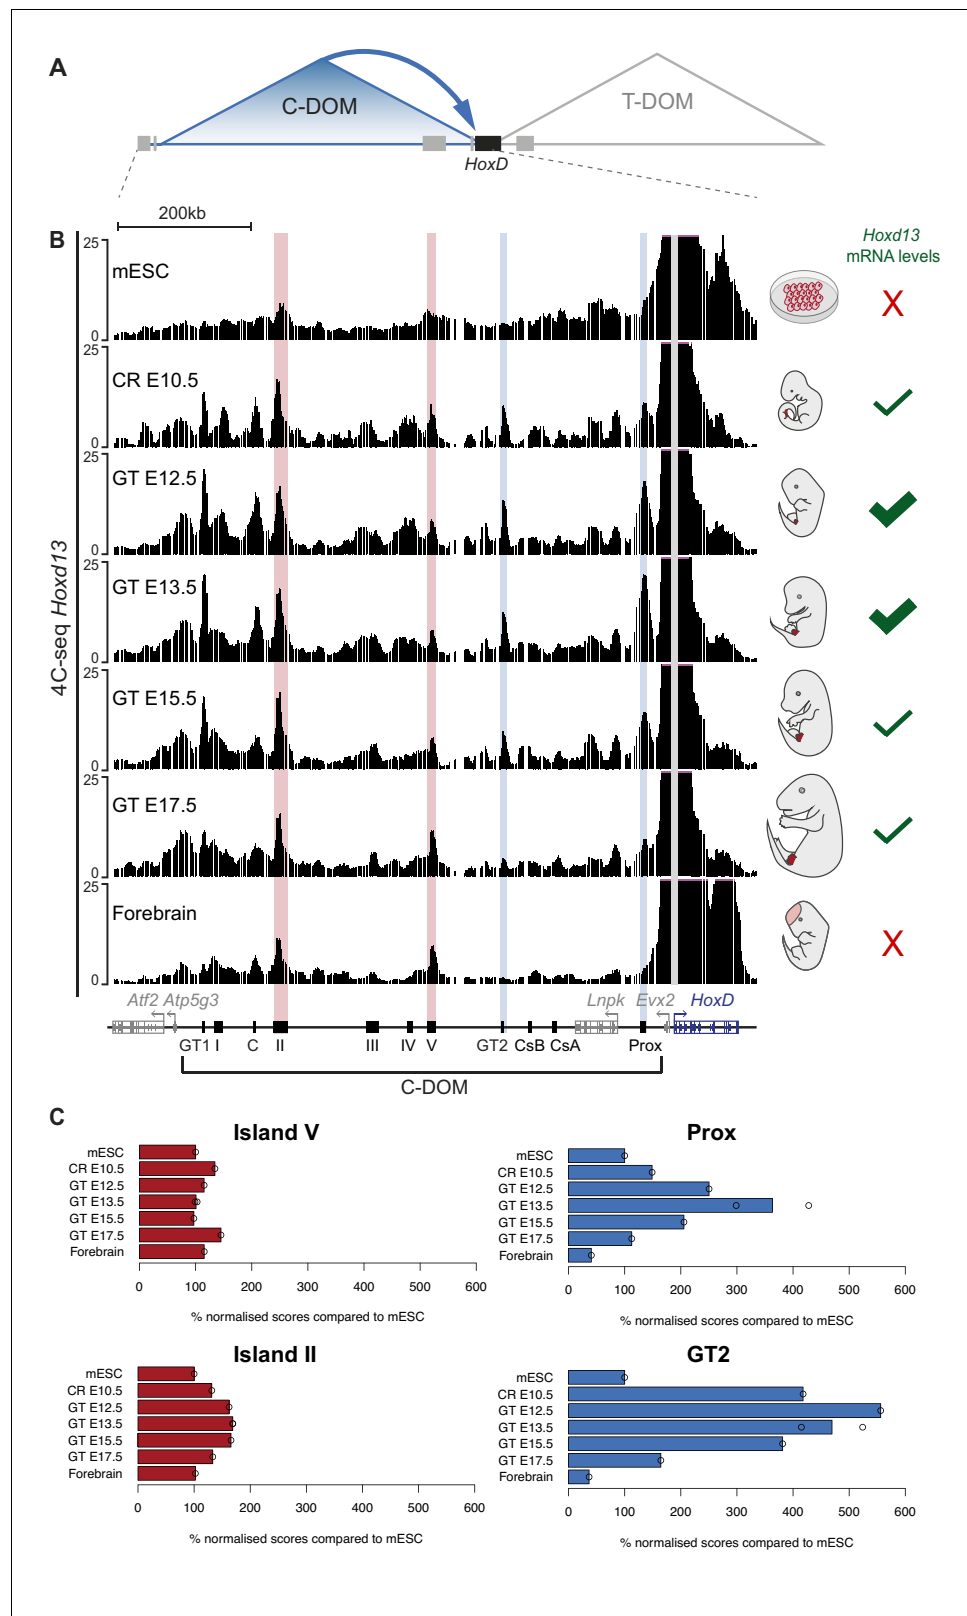 A
C-DOM
T-DOM
HoxD
200kb
B
Hoxd13
mRNA levels
4C-seq Hoxd13
25
mESC
0
X
25
CR E10.5
0
25
GT E12.5
0
25
GT E13.5
0
25
GT E15.5
0
25
GT E17.5
0
25
Forebrain
0
X
Atf2 Atp5g3 Lnpk Evx2 HoxD
GT1 I C II III IV V GT2 CsB CsA Prox
C-DOM
C
Island V
mESC
CR E10.5
GT E12.5
GT E13.5
GT E15.5
GT E17.5
Forebrain
0 100 200 300 400 500 600
% normalised scores compared to mESC
Prox
mESC
CR E10.5
GT E12.5
GT E13.5
GT E15.5
GT E17.5
Forebrain
0 100 200 300 400 500 600
% normalised scores compared to mESC
Island II
mESC
CR E10.5
GT E12.5
GT E13.5
GT E15.5
GT E17.5
Forebrain
0 100 200 300 400 500 600
% normalised scores compared to mESC
GT2
mESC
CR E10.5
GT E12.5
GT E13.5
GT E15.5
GT E17.5
Forebrain
0 100 200 300 400 500 600
% normalised scores compared to mESC